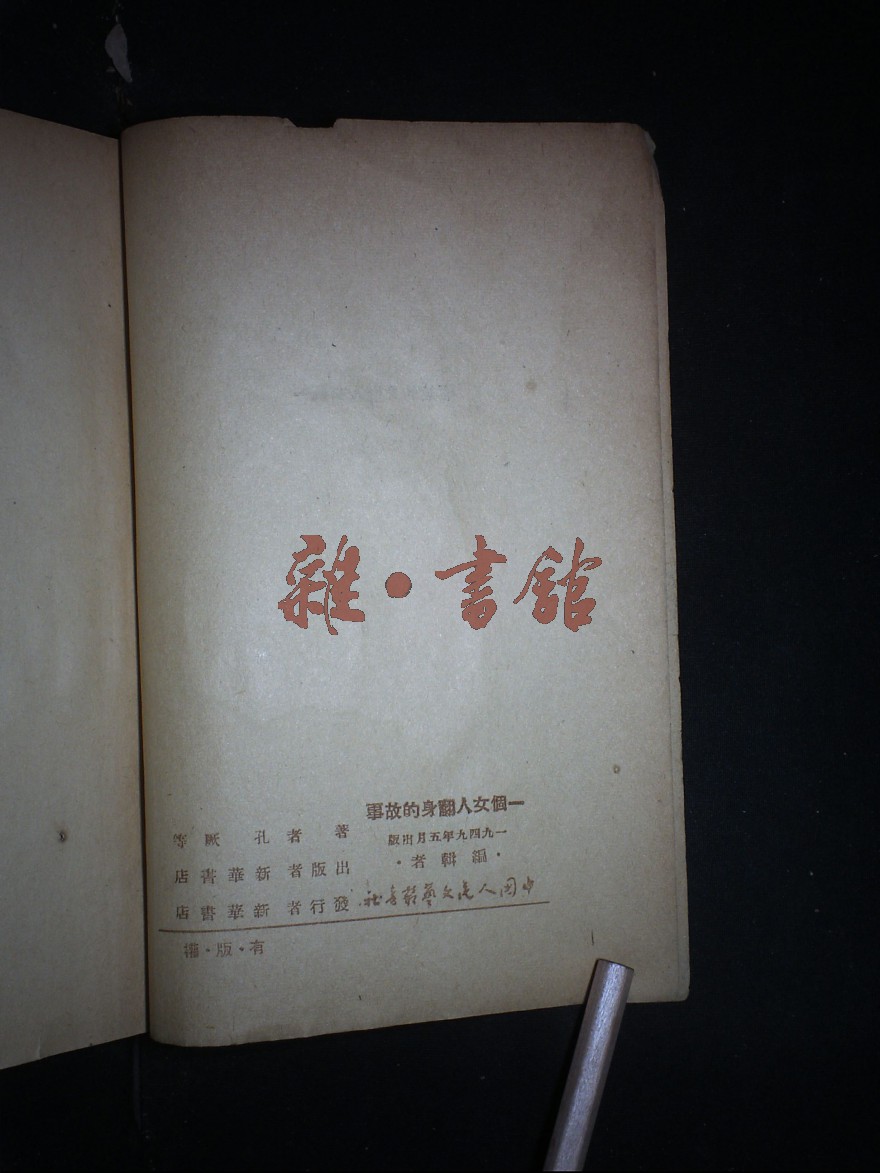 雜·書館
一個女人翻身的故事
一九四九年五月出版
·編輯者·
中國人民文藝叢書社
著者 孔厥等
出版者 新華書店
發行者 新華書店
有·版·權